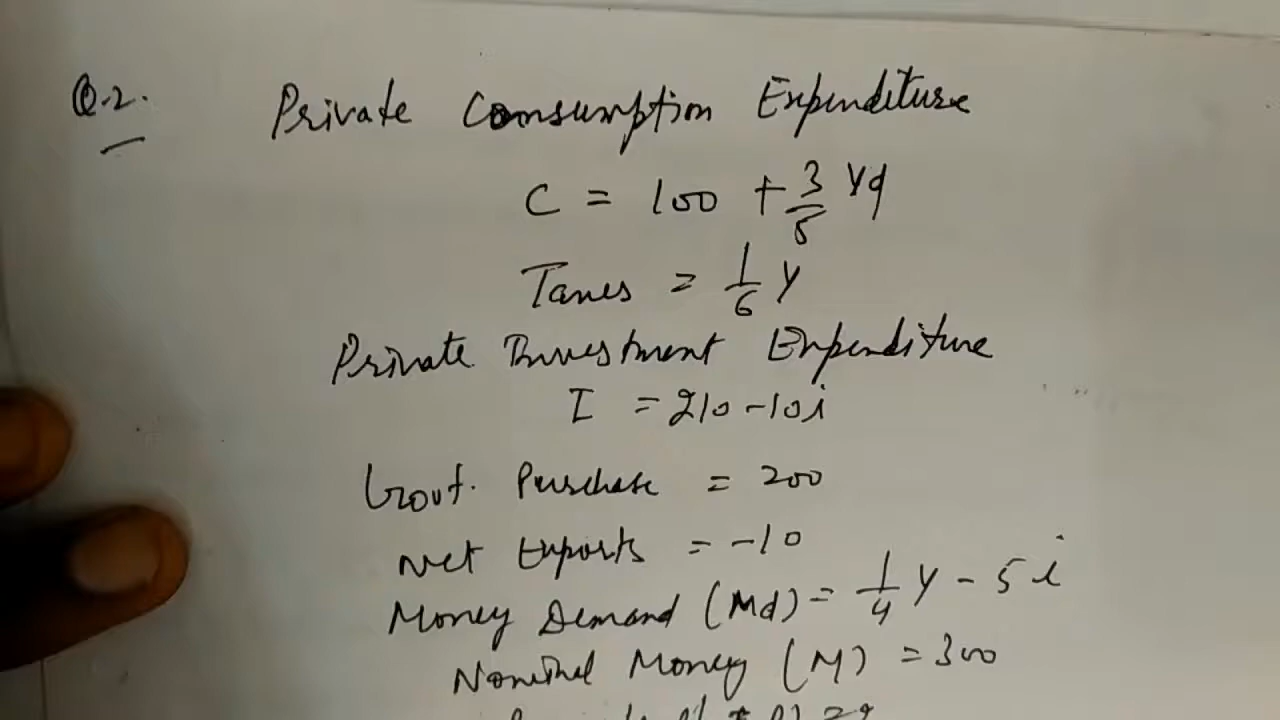 Q.2. Private Consumption Expenditure
C = 100 + 3/5 Yd
Taxes = 1/6 Y
Private Investment Expenditure
I = 210 - 10i
Govt. Purchase = 200
Net Exports = -10
Money Demand (Md) = 1/4 Y - 5i
Nominal Money (M) = 300